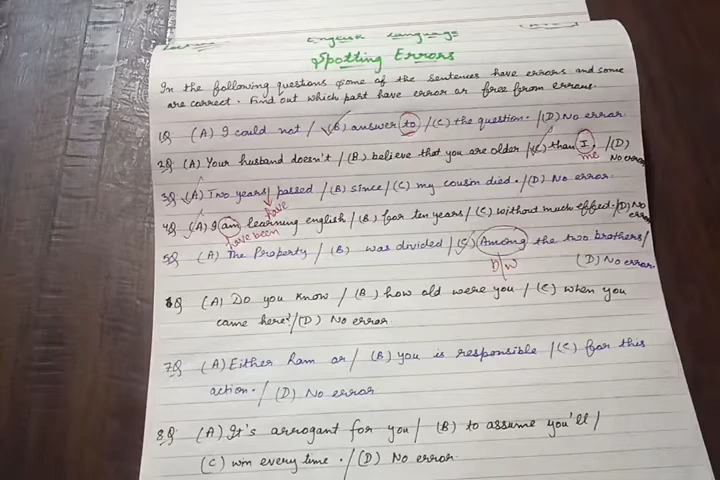 English Language
Spotting Errors
In the following questions some of the sentences have errors and some
are correct. Find out which part have error or free from errors.
1Q (A) I could not / (B) answer to / (C) the question. / (D) No error.
2Q (A) Your husband doesn't / (B) believe that you are older / (C) than I. / (D)
me No error
3Q (A) Two years passed / (B) since / (C) my cousin died. / (D) No error.
have
4Q (A) I am learning english / (B) for ten years / (C) without much effed. / (D) No
have been error
5Q (A) The Property / (B) was divided / (C) Among the two brothers /
b/w (D) No error.
6Q (A) Do you know / (B) how old were you / (C) when you
came here? / (D) No error
7Q (A) Either Ram or / (B) you is responsible / (C) for this
action. / (D) No error
8Q (A) It's arrogant for you / (B) to assume you'll /
(C) win every time. / (D) No error